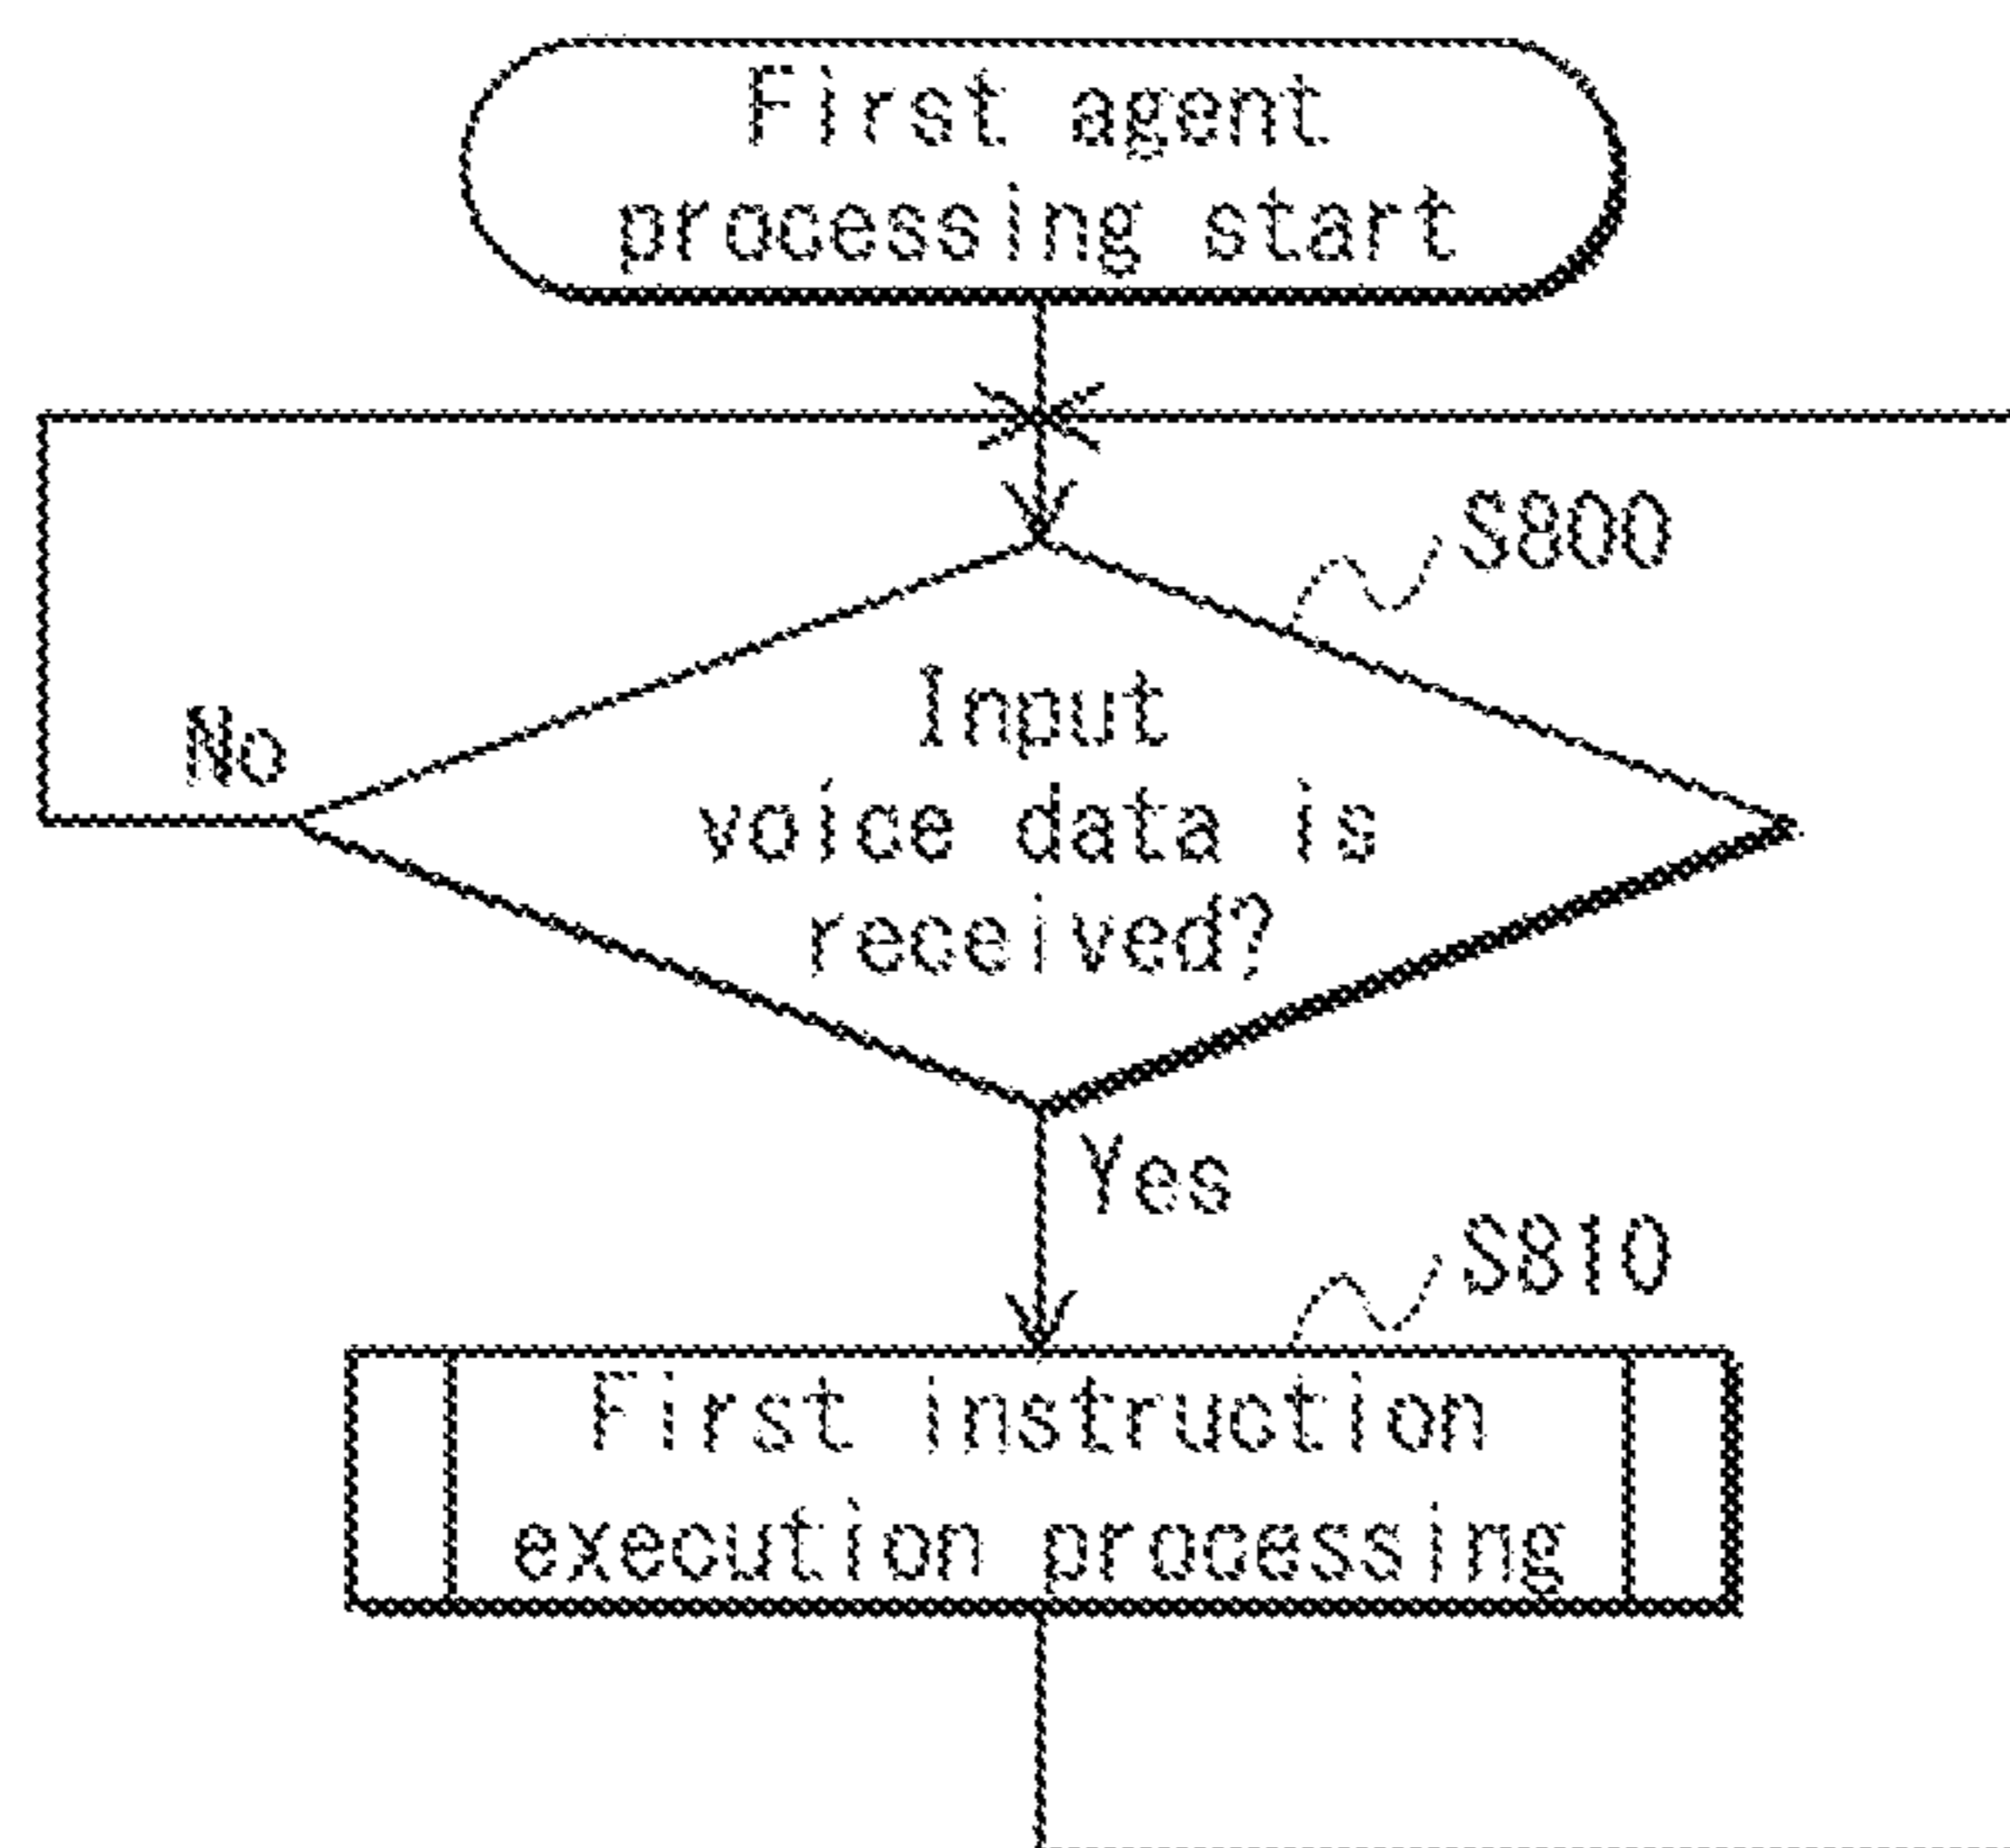 First agent
processing start
S800
Input
voice data is
received?
No
Yes
S810
First instruction
execution processing